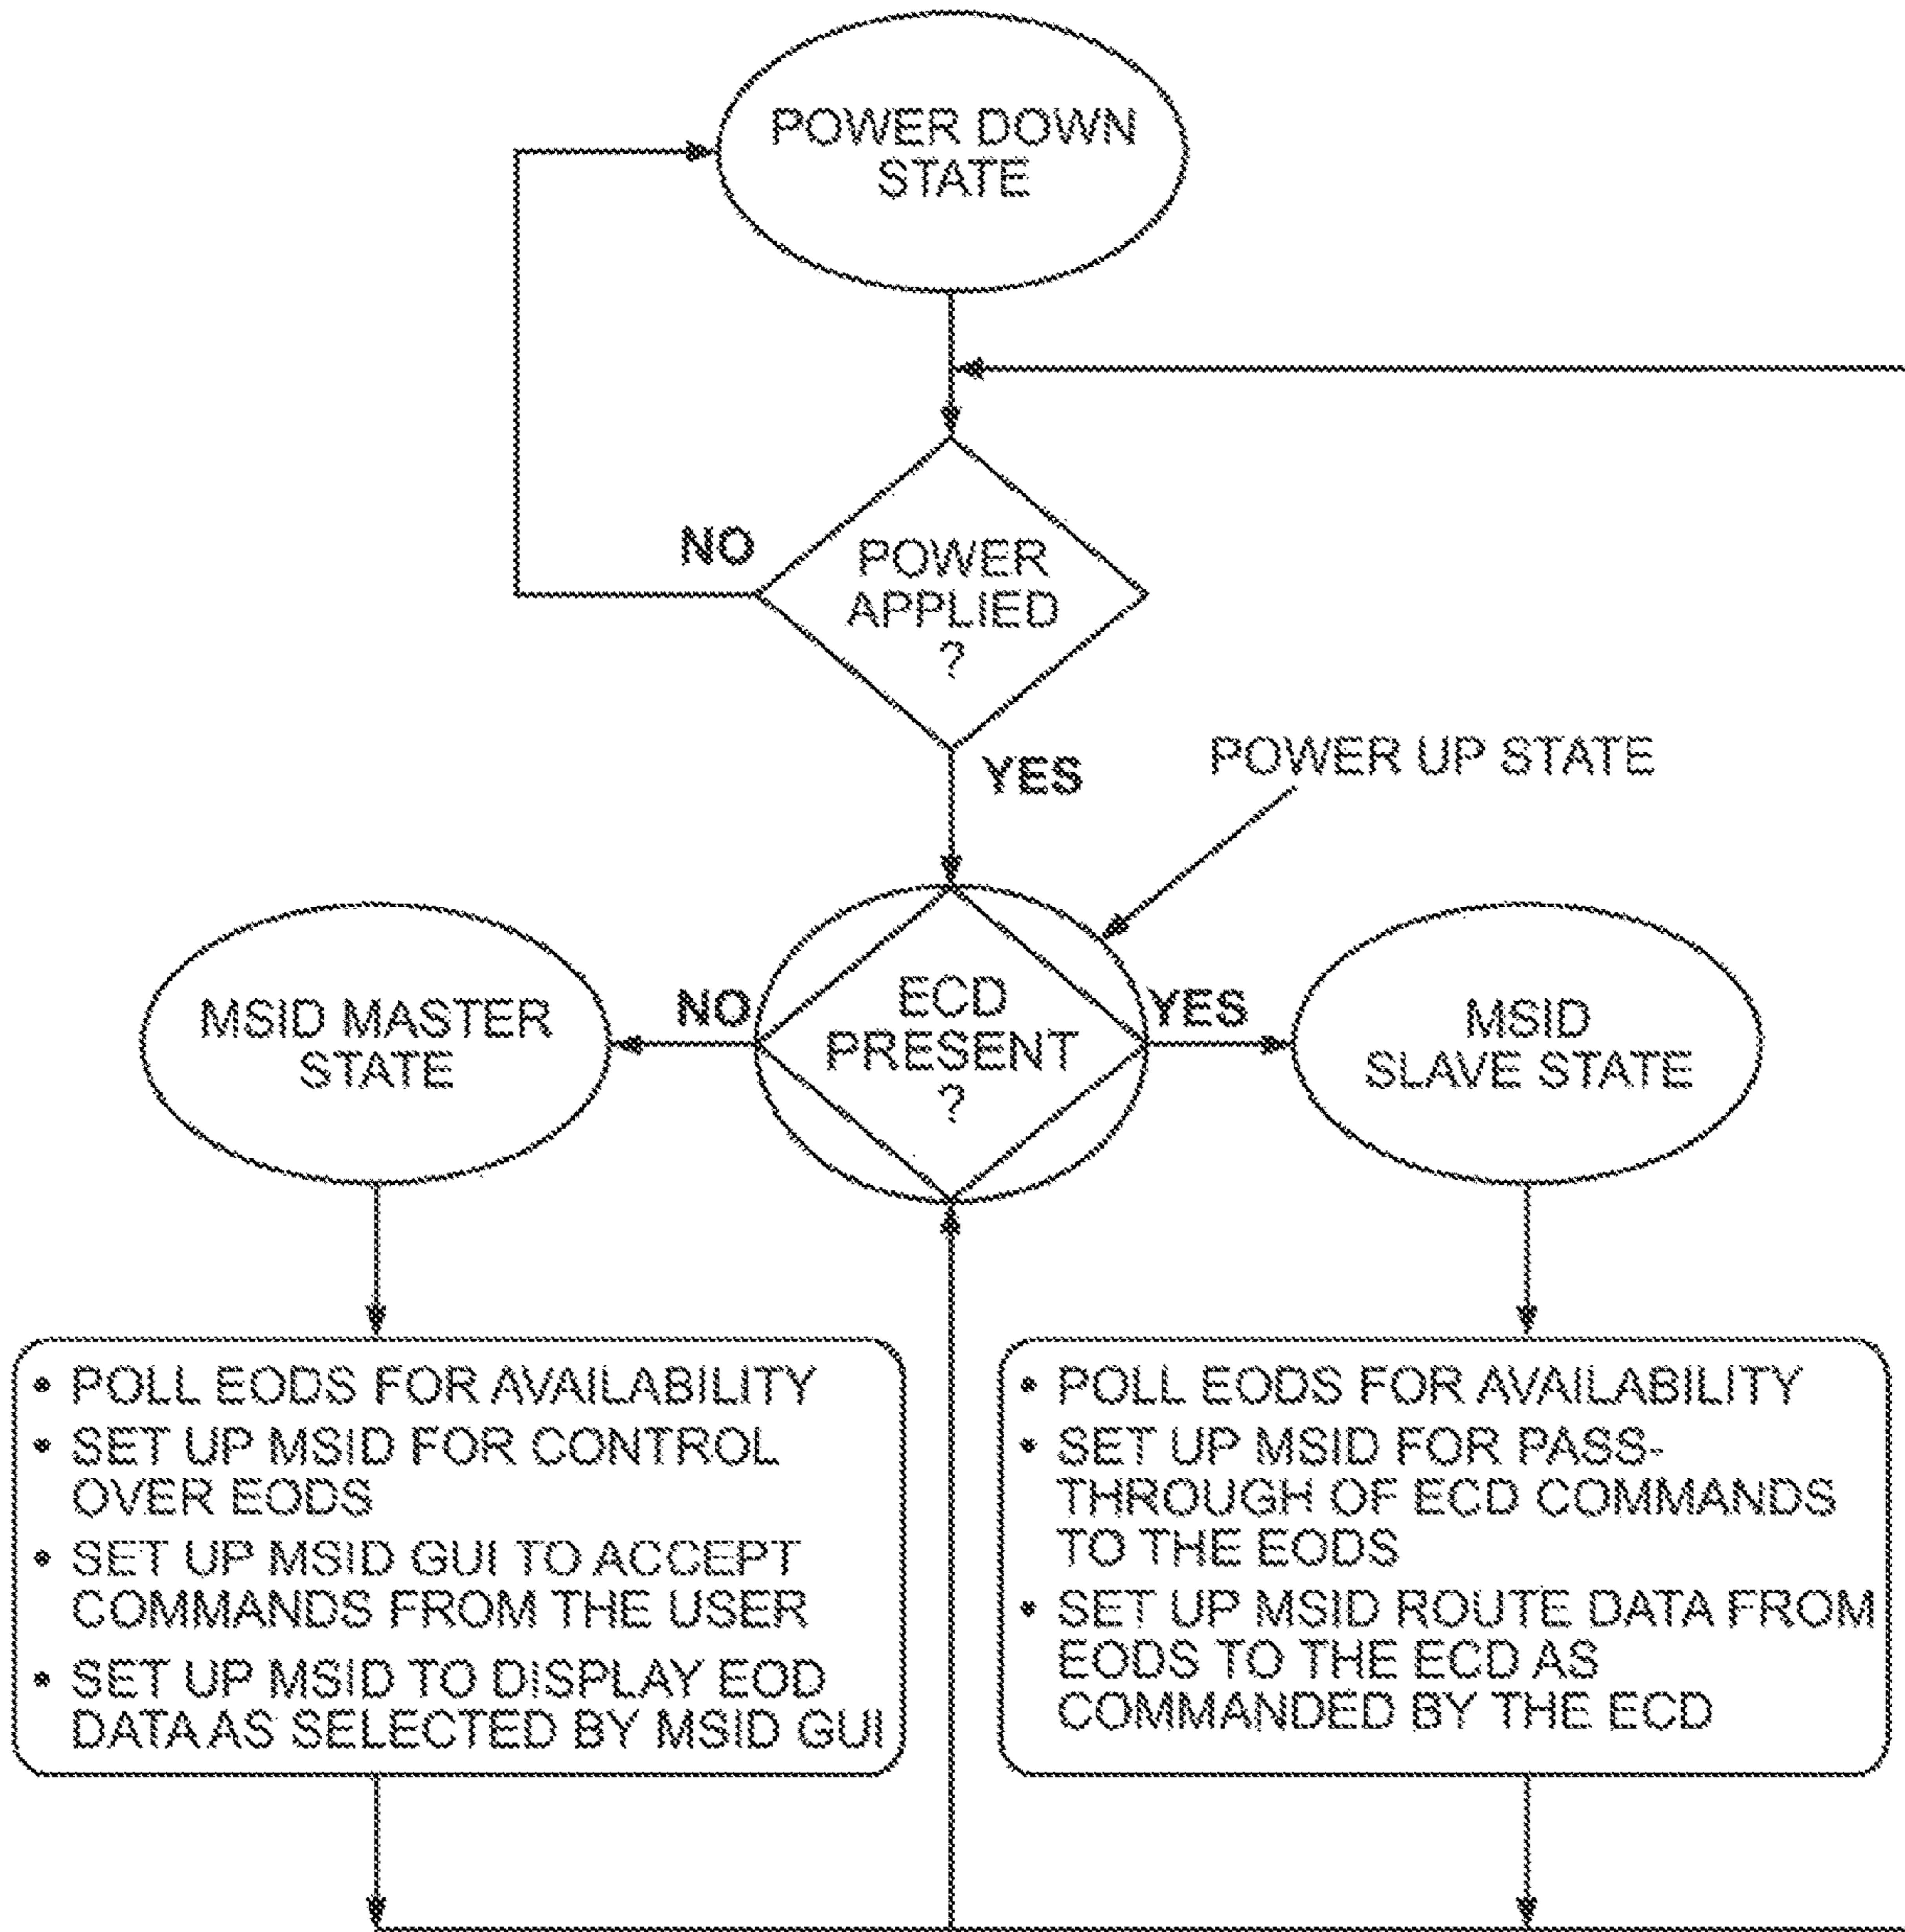 POWER DOWN
STATE
NO
POWER
APPLIED
?
YES
POWER UP STATE
MSID MASTER
STATE
NO
ECD
PRESENT
?
YES
MSID
SLAVE STATE
• POLL EODS FOR AVAILABILITY
• SET UP MSID FOR CONTROL
OVER EODS
• SET UP MSID GUI TO ACCEPT
COMMANDS FROM THE USER
• SET UP MSID TO DISPLAY EOD
DATA AS SELECTED BY MSID GUI
• POLL EODS FOR AVAILABILITY
• SET UP MSID FOR PASS-
THROUGH OF ECD COMMANDS
TO THE EODS
• SET UP MSID ROUTE DATA FROM
EODS TO THE ECD AS
COMMANDED BY THE ECD